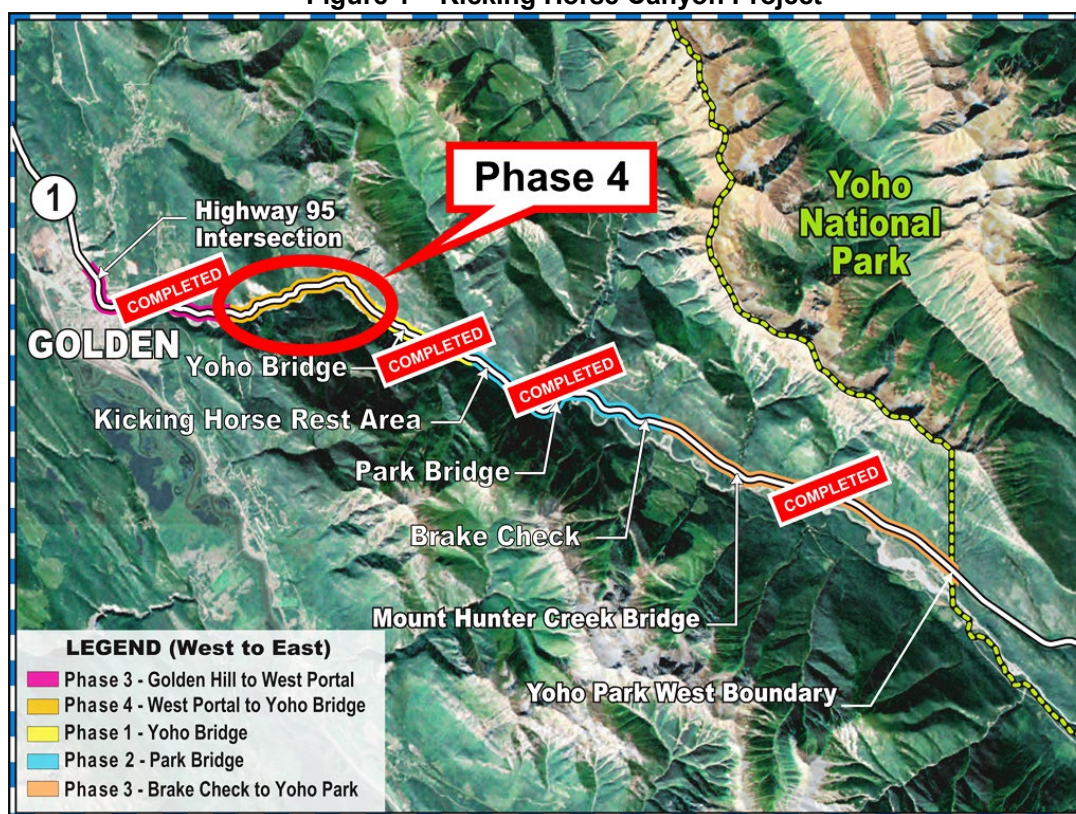 Figure 1 – Kicking Horse Canyon Project
Phase 4
Yoho
National
Park
1
Highway 95
Intersection
COMPLETED
GOLDEN
Yoho Bridge
COMPLETED
Kicking Horse Rest Area
COMPLETED
Park Bridge
Brake Check
COMPLETED
Mount Hunter Creek Bridge
Yoho Park West Boundary
LEGEND (West to East)
Phase 3 - Golden Hill to West Portal
Phase 4 - West Portal to Yoho Bridge
Phase 1 - Yoho Bridge
Phase 2 - Park Bridge
Phase 3 - Brake Check to Yoho Park